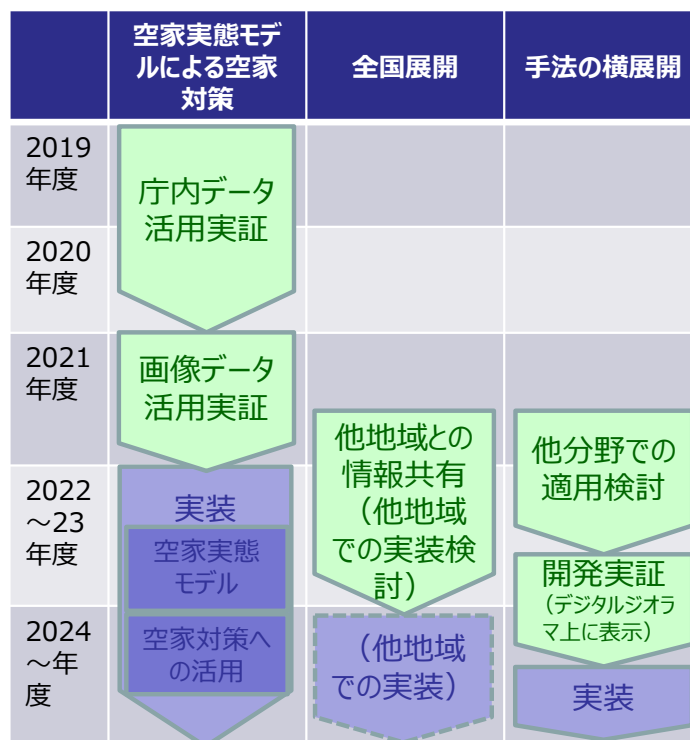 空家実態モデ
ルによる空家
対策
全国展開
手法の横展開
2019
年度
庁内データ
活用実証
2020
年度
2021
年度
画像データ
活用実証
他地域との
情報共有
（他地域
での実装検
討）
他分野での
適用検討
2022
～23
年度
実装
空家実態
モデル
開発実証
（デジタルジオラ
マ上に表示）
2024
～年
度
空家対策へ
の活用
（他地域
での実装）
実装